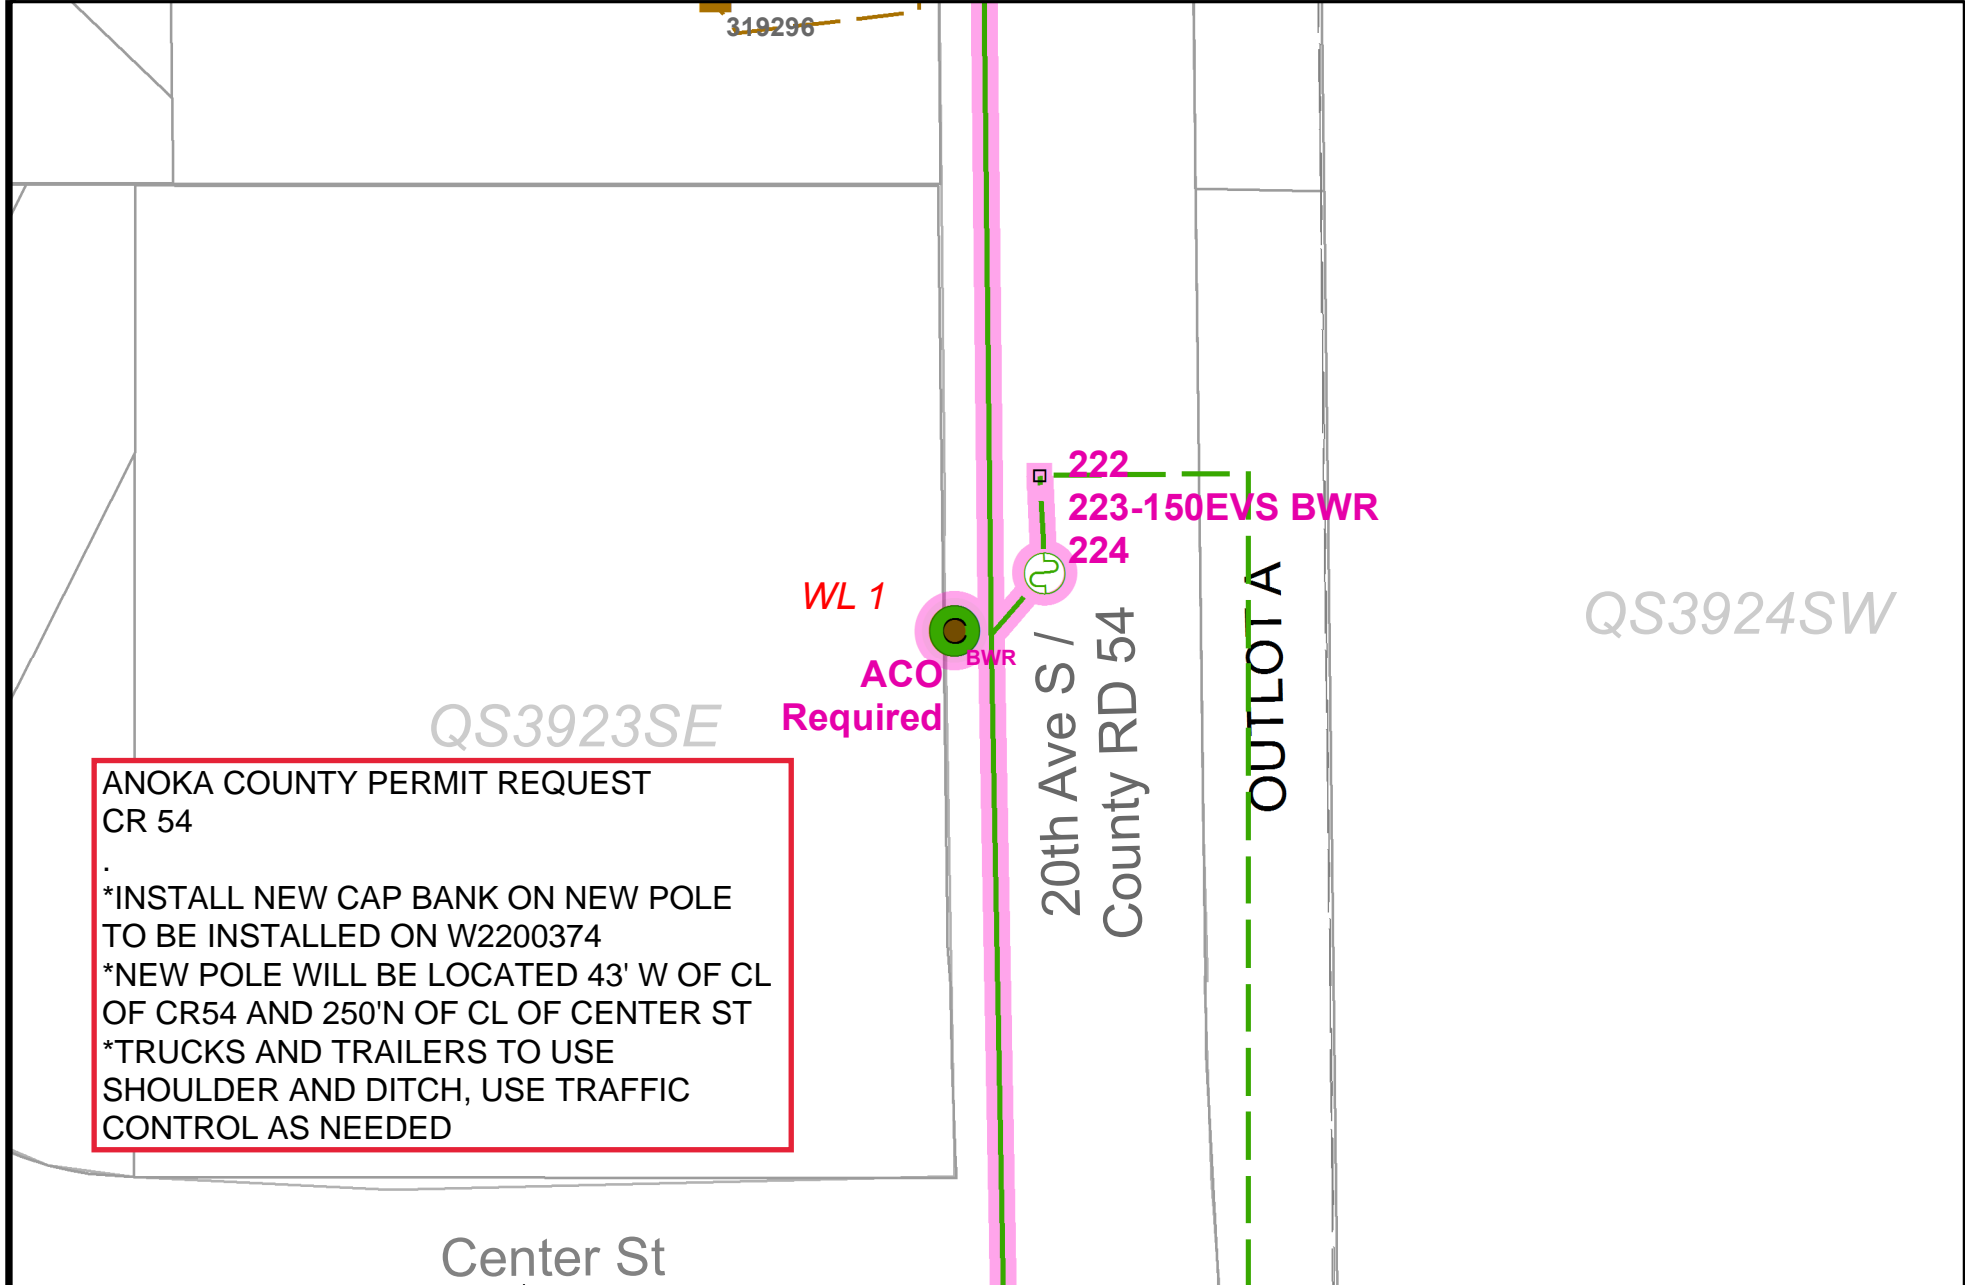 319296
222
223-150EVS BWR
224
WL 1
C
BWR
ACO
Required
20th Ave S /
County RD 54
OUTLOT A
QS3924SW
QS3923SE
ANOKA COUNTY PERMIT REQUEST
CR 54
.
*INSTALL NEW CAP BANK ON NEW POLE
TO BE INSTALLED ON W2200374
*NEW POLE WILL BE LOCATED 43' W OF CL
OF CR54 AND 250'N OF CL OF CENTER ST
*TRUCKS AND TRAILERS TO USE
SHOULDER AND DITCH, USE TRAFFIC
CONTROL AS NEEDED
Center St